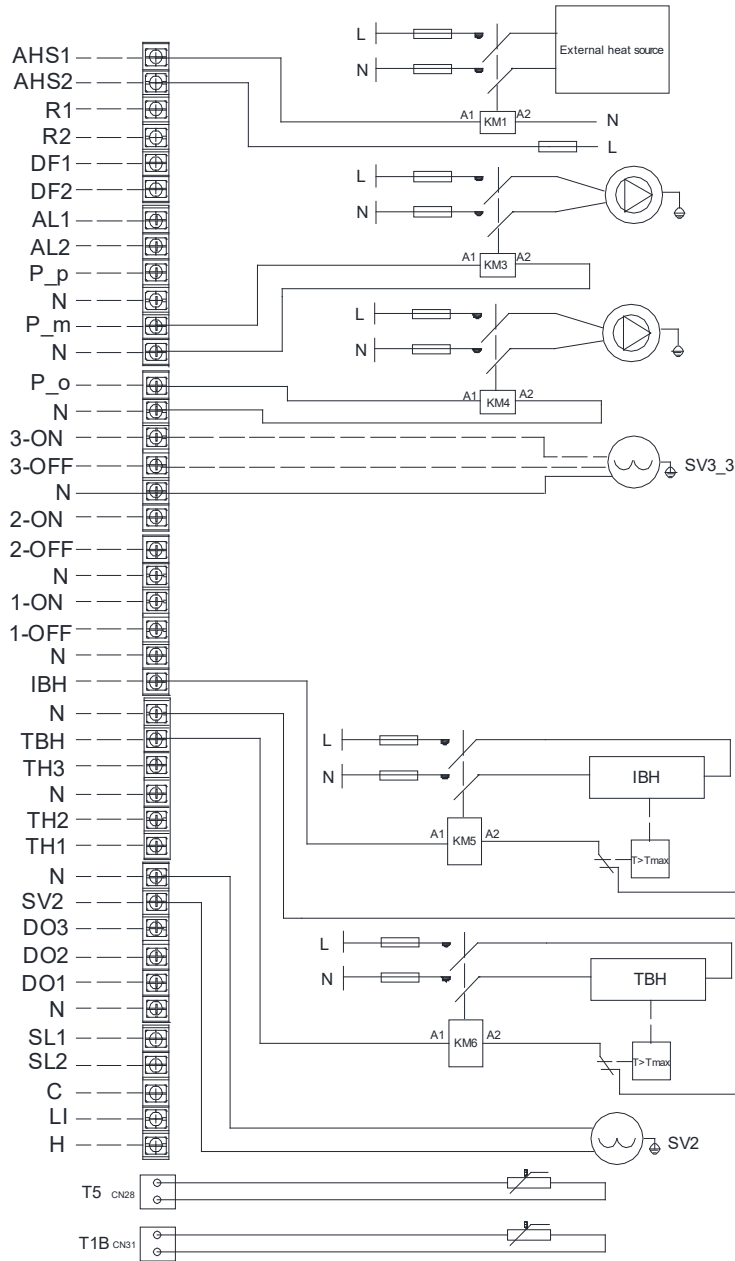 AHS1
AHS2
R1
R2
DF1
DF2
AL1
AL2
P_p
N
P_m
N
P_o
N
3-ON
3-OFF
N
2-ON
2-OFF
N
1-ON
1-OFF
N
IBH
N
TBH
TH3
N
TH2
TH1
N
SV2
DO3
DO2
DO1
N
SL1
SL2
C
LI
H
T5 CN28
T1B CN31
L
N
External heat source
A1 KM1 A2 N
L
L
N
A1 KM3 A2
L
N
A1 KM4 A2
SV3_3
L
N
IBH
A1 KM5 A2
T>Tmax
L
N
TBH
A1 KM6 A2
T>Tmax
SV2